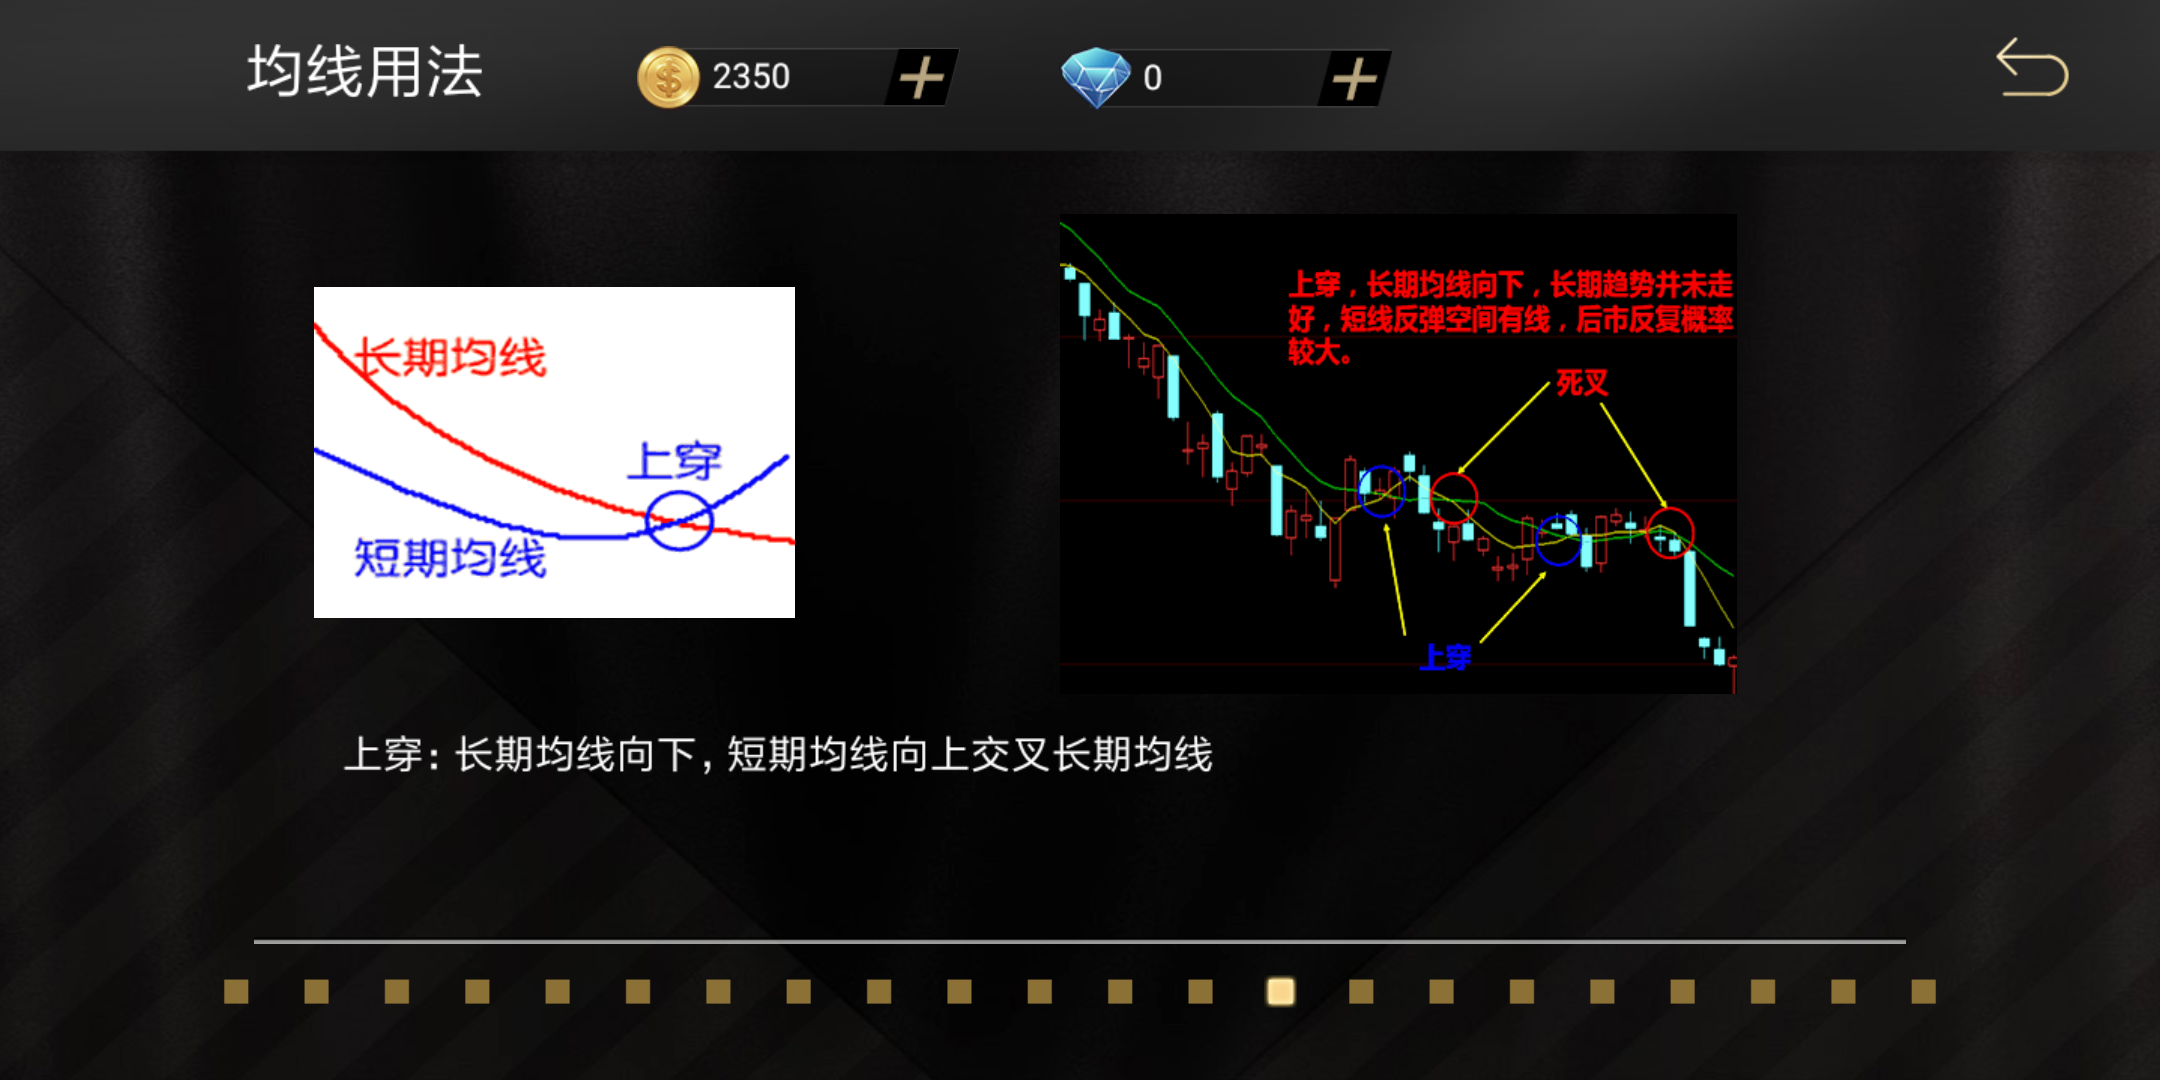 均线用法
2350
0
长期均线
上穿
短期均线
上穿，长期均线向下，长期趋势并未走
好，短线反弹空间有线，后市反复概率
较大。
死叉
上穿
上穿：长期均线向下，短期均线向上交叉长期均线